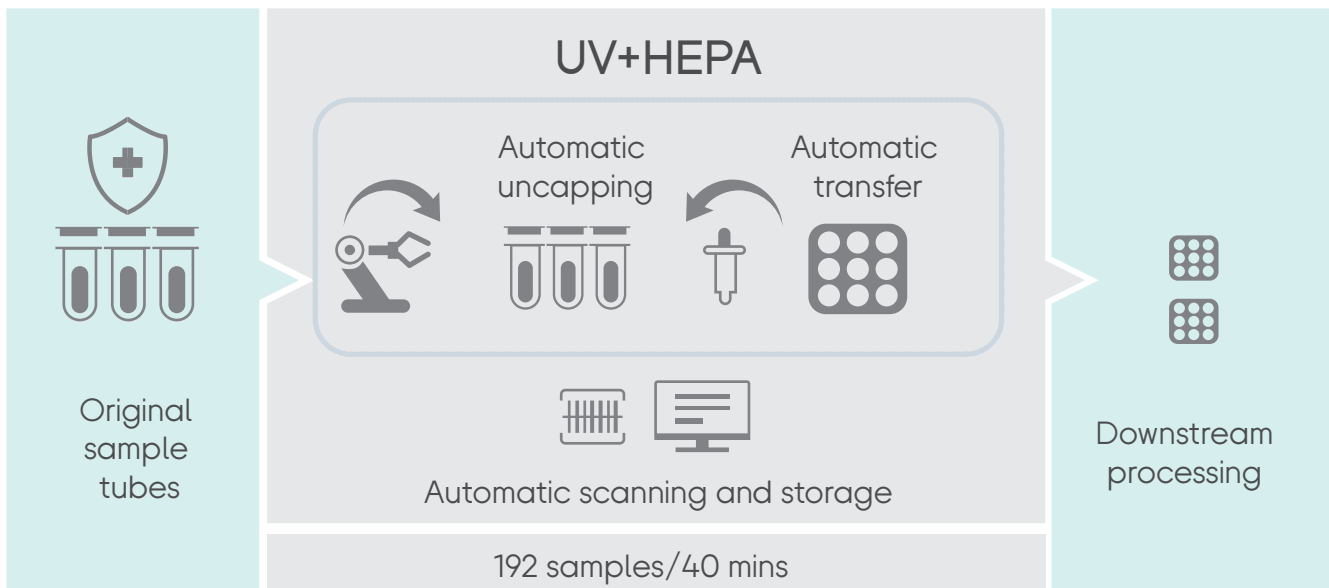 UV+HEPA
Automatic
uncapping
Automatic
transfer
Original
sample
tubes
Automatic scanning and storage
Downstream
processing
192 samples/40 mins